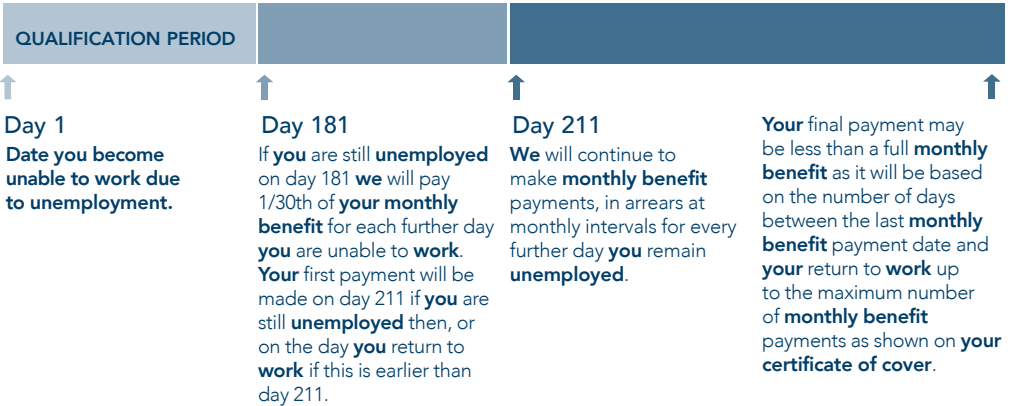 QUALIFICATION PERIOD
Day 1
Date you become
unable to work due
to unemployment.
Day 181
If you are still unemployed
on day 181 we will pay
1/30th of your monthly
benefit for each further day
you are unable to work.
Your first payment will be
made on day 211 if you are
still unemployed then, or
on the day you return to
work if this is earlier than
day 211.
Day 211
We will continue to
make monthly benefit
payments, in arrears at
monthly intervals for every
further day you remain
unemployed.
Your final payment may
be less than a full monthly
benefit as it will be based
on the number of days
between the last monthly
benefit payment date and
your return to work up
to the maximum number
of monthly benefit
payments as shown on your
certificate of cover.